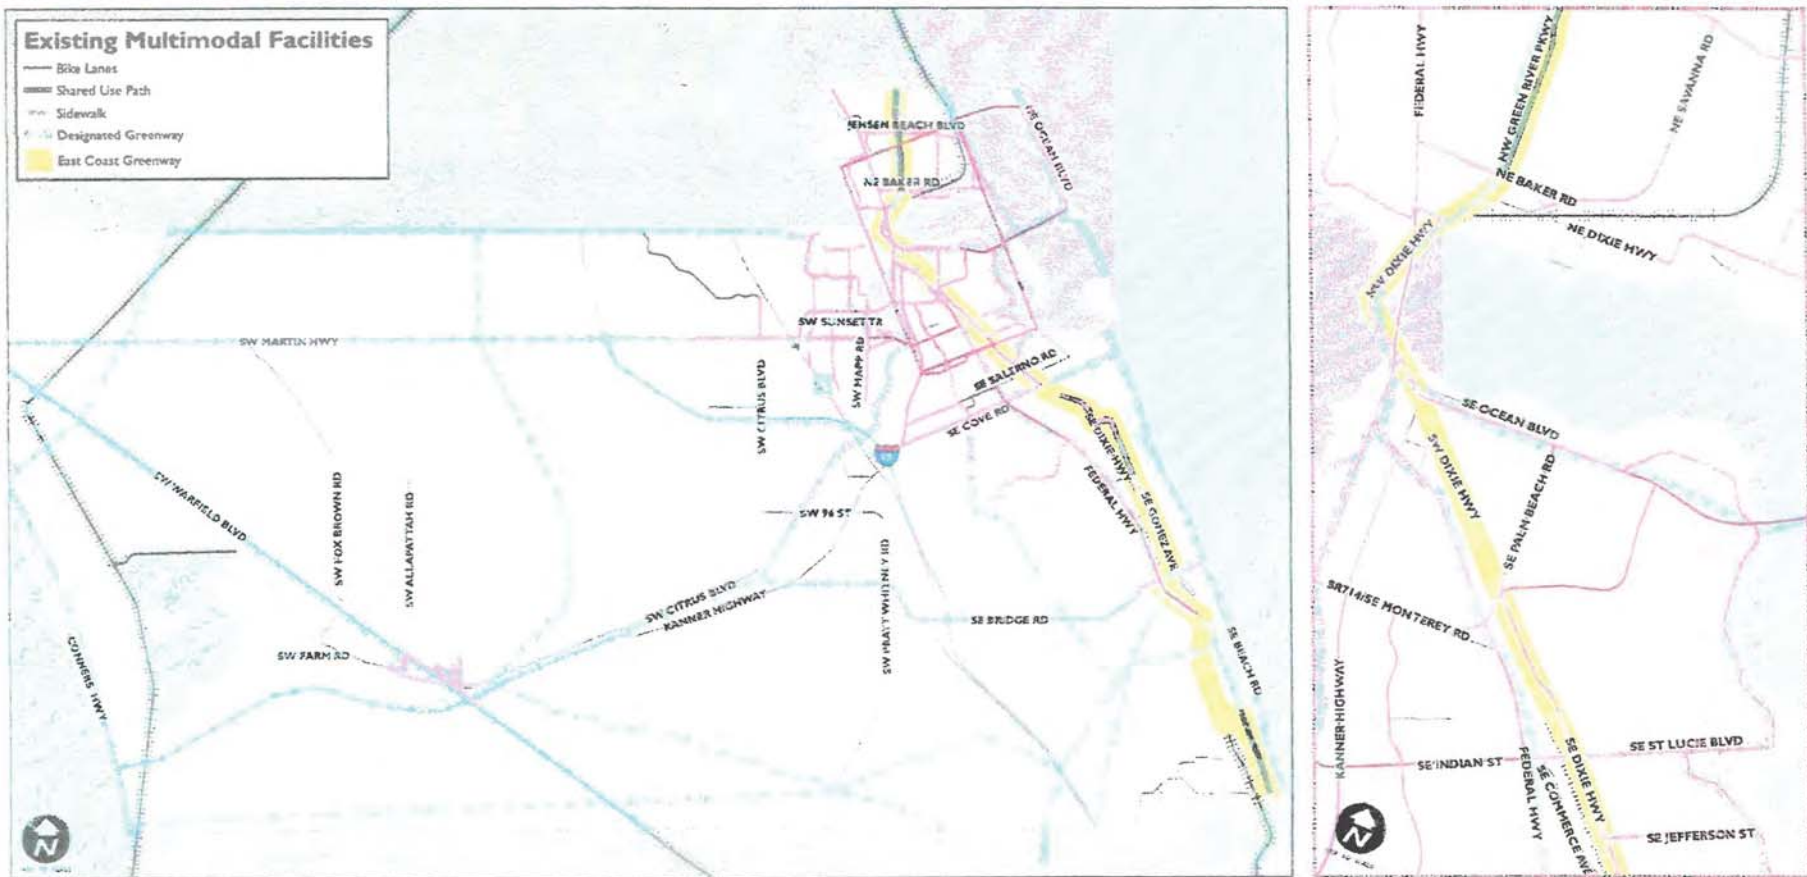 Existing Multimodal Facilities
Bike Lanes
Shared Use Path
Sidewalk
Designated Greenway
East Coast Greenway
JENSEN BEACH BLVD
NE OCEAN BLVD
NE BAKER RD
SW SUNSET TR
SW MARTIN HWY
SW CITRUS BLVD
SW MAPP RD
SE SALERNO RD
SE COVE RD
SE DIXIE HWY
FEDERAL HWY
SE GOMEZ AVE
SW WARFIELD BLVD
SW FOX BROWN RD
SW ALLAPATTAH RD
SW 96 ST
SW PRATT WHITNEY RD
SW CITRUS BLVD
KANNER HIGHWAY
SE BRIDGE RD
SE BEACH RD
SW FARM RD
CONNERS HWY
N
FEDERAL HWY
NW GREEN RIVER PKWY
NE SAVANNA RD
NE BAKER RD
NE DIXIE HWY
NW DIXIE HWY
SE OCEAN BLVD
SW DIXIE HWY
SE PALM BEACH RD
SR714/SE MONTEREY RD
KANNER HIGHWAY
SE INDIAN ST
SE ST LUCIE BLVD
FEDERAL HWY
SE COMMERCE AVE
SE DIXIE HWY
SE JEFFERSON ST
N